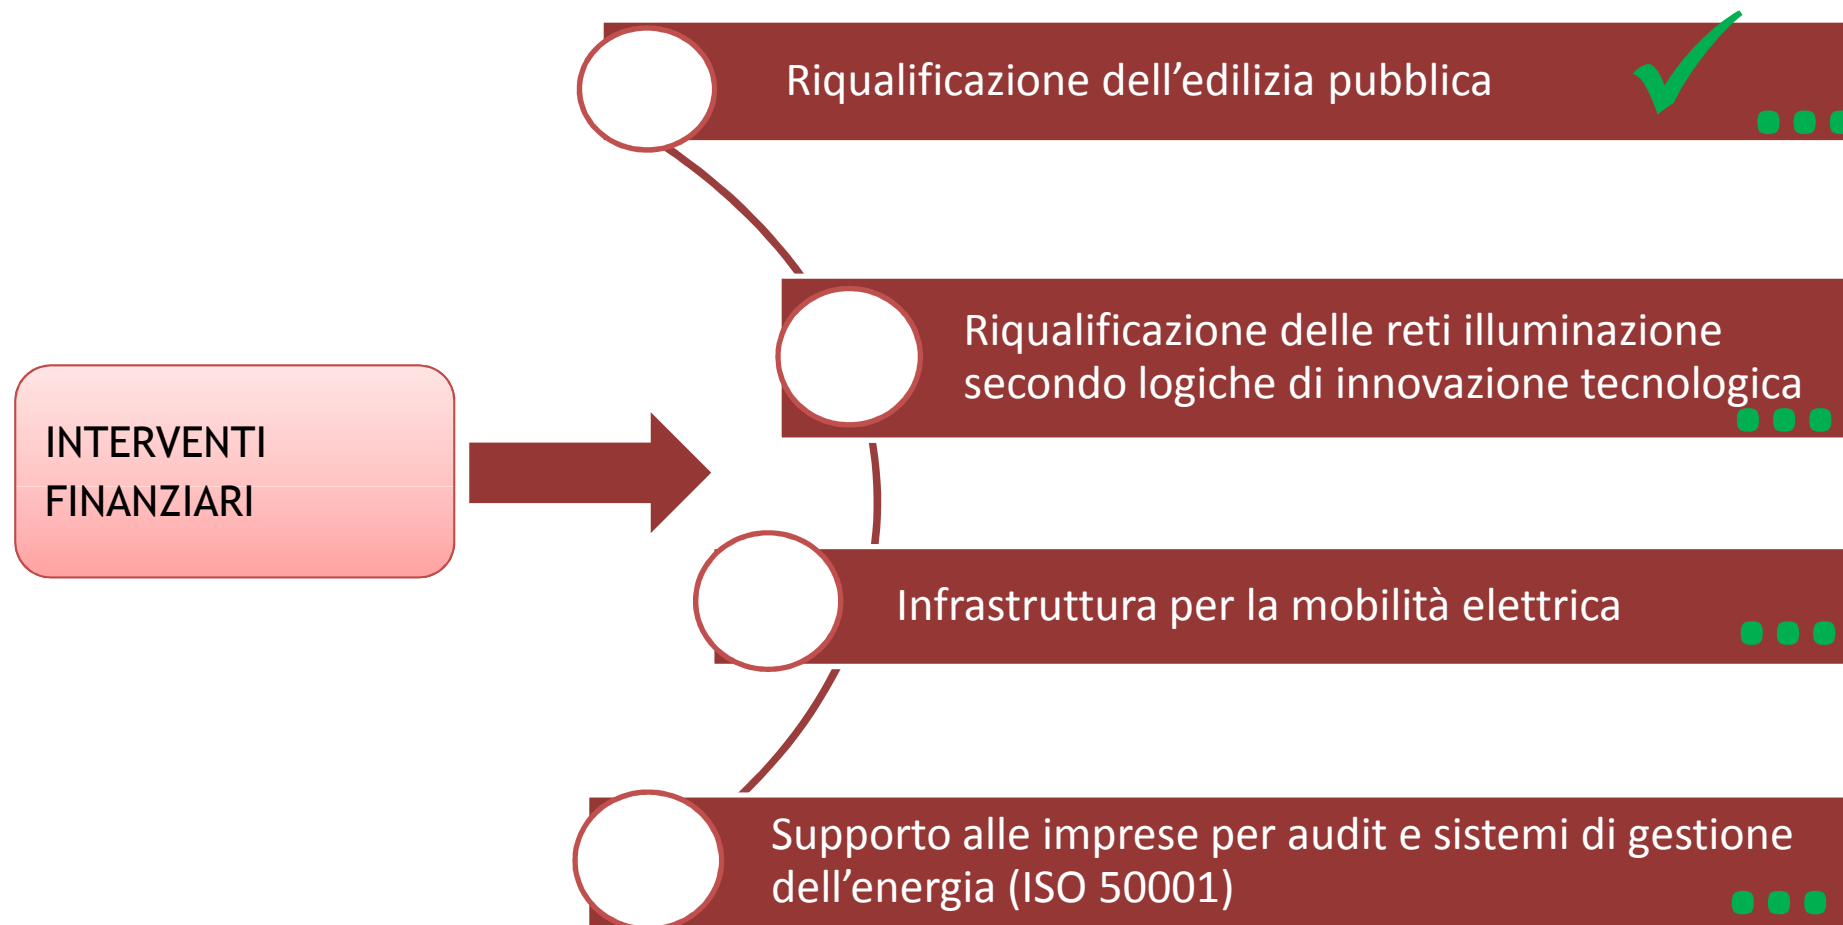 Riqualificazione dell’edilizia pubblica
Riqualificazione delle reti illuminazione
secondo logiche di innovazione tecnologica
INTERVENTI
FINANZIARI
Infrastruttura per la mobilità elettrica
Supporto alle imprese per audit e sistemi di gestione
dell’energia (ISO 50001)